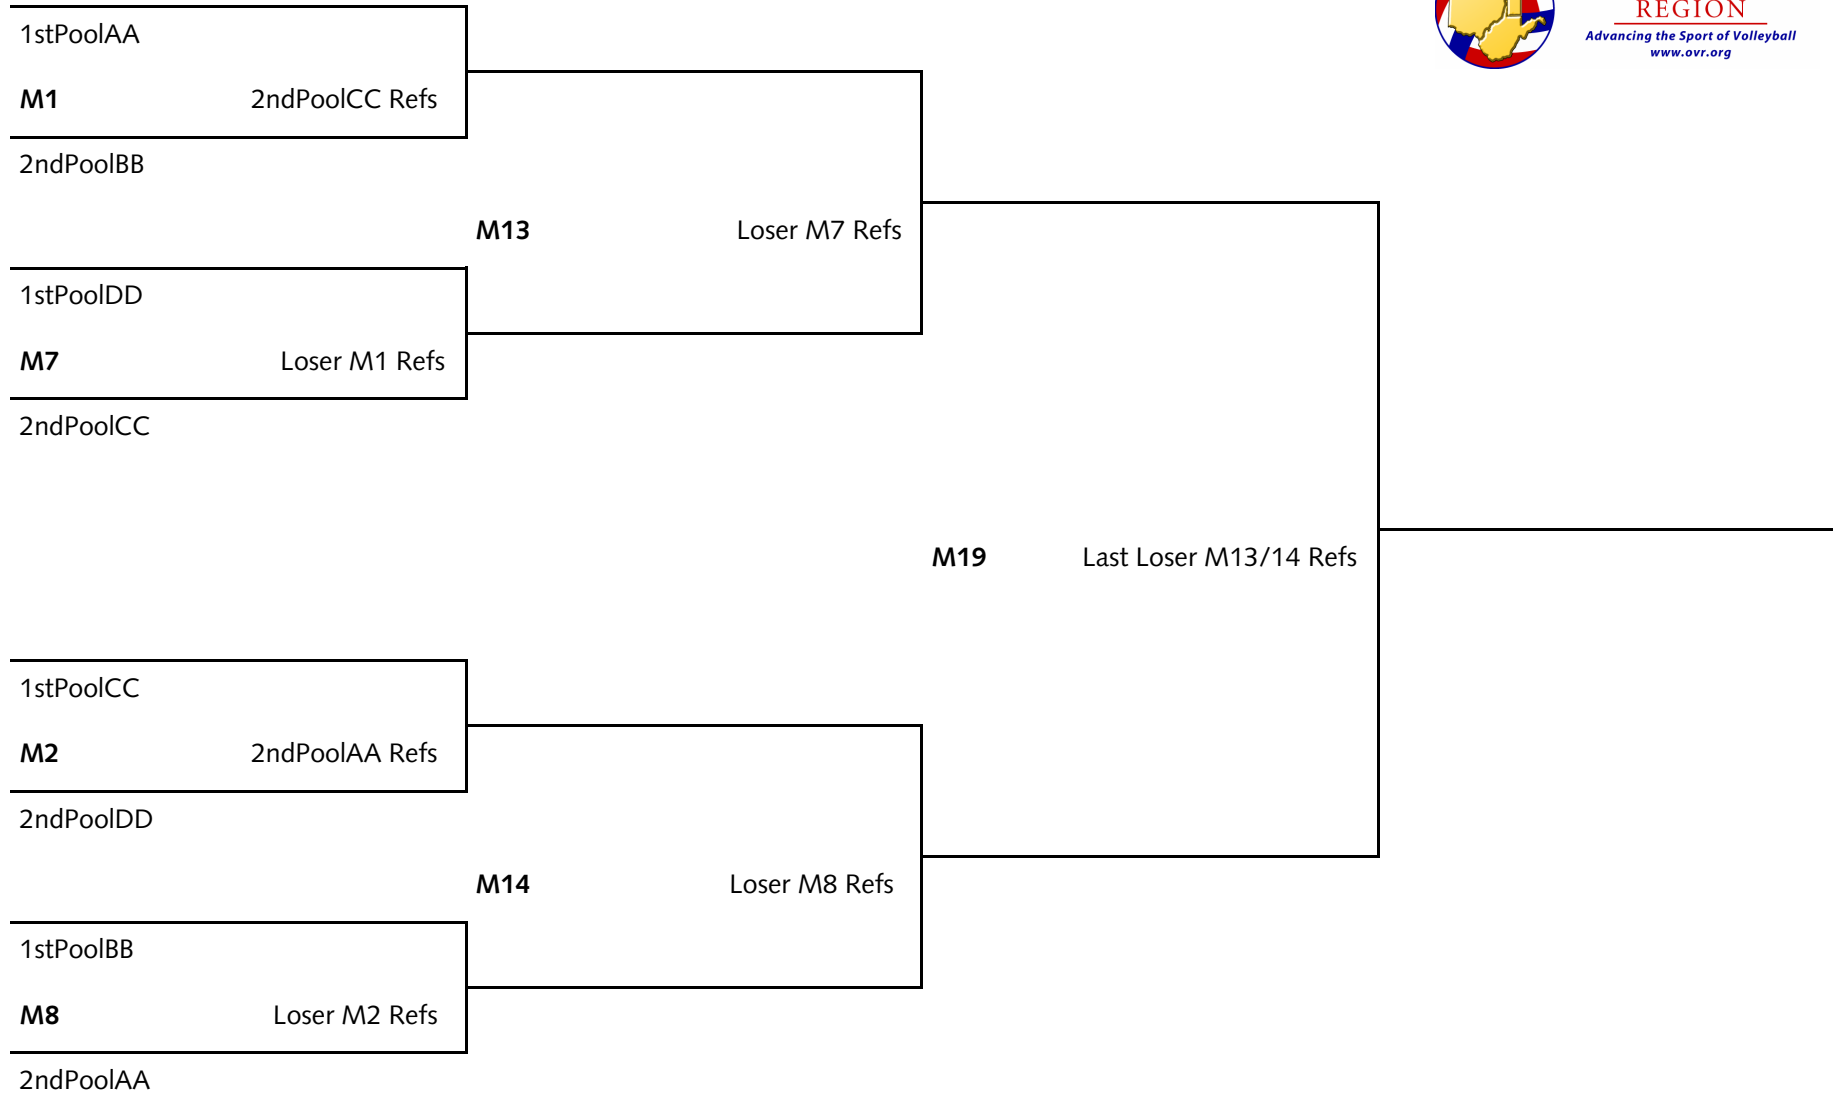 REGION
Advancing the Sport of Volleyball
www.ovr.org
1stPoolAA
M1 2ndPoolCC Refs
2ndPoolBB
M13 Loser M7 Refs
1stPoolDD
M7 Loser M1 Refs
2ndPoolCC
M19 Last Loser M13/14 Refs
1stPoolCC
M2 2ndPoolAA Refs
2ndPoolDD
M14 Loser M8 Refs
1stPoolBB
M8 Loser M2 Refs
2ndPoolAA